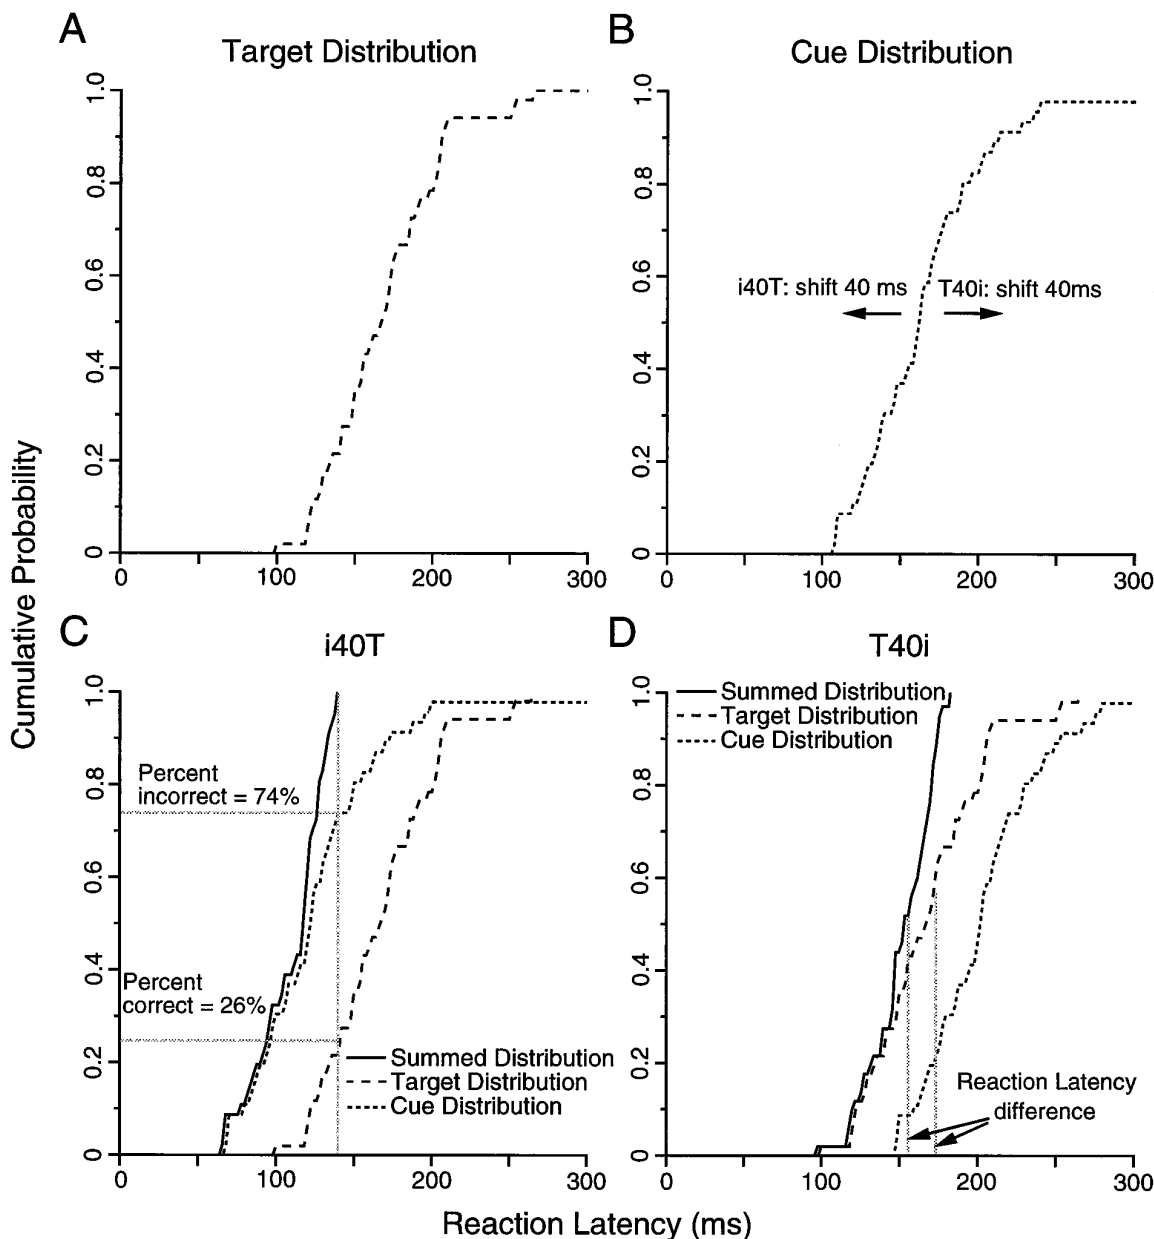 A
Target Distribution
1.0
0.8
0.6
0.4
0.2
0
0
100
200
300
B
Cue Distribution
1.0
0.8
0.6
0.4
0.2
0
i40T: shift 40 ms
T40i: shift 40ms
0
100
200
300
Cumulative Probability
C
i40T
1.0
0.8
0.6
0.4
0.2
0
Percent
incorrect = 74%
Percent
correct = 26%
Summed Distribution
Target Distribution
Cue Distribution
0
100
200
300
D
T40i
1.0
0.8
0.6
0.4
0.2
0
Summed Distribution
Target Distribution
Cue Distribution
Reaction Latency
difference
0
100
200
300
Reaction Latency (ms)